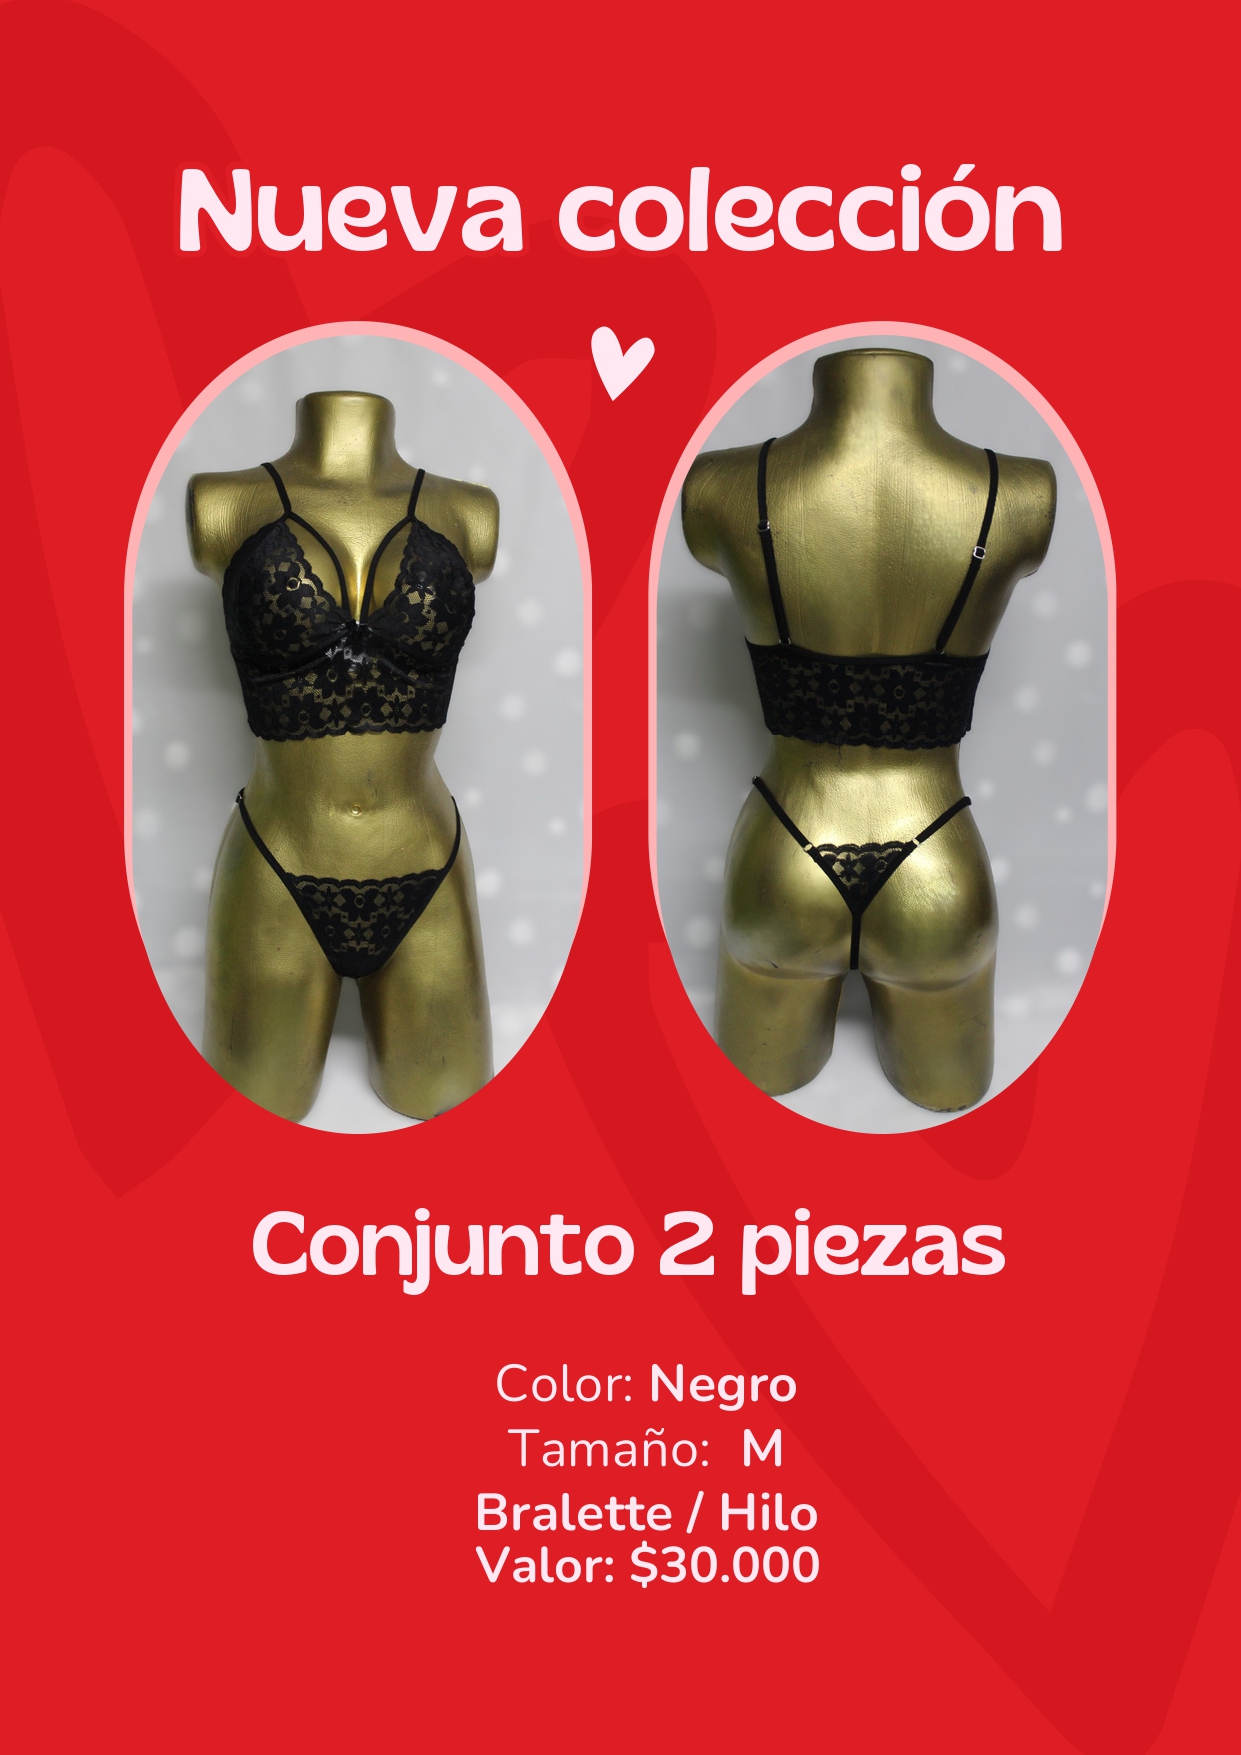 Nueva colección
Conjunto 2 piezas
Color: Negro
Tamaño: M
Bralette / Hilo
Valor: $30.000